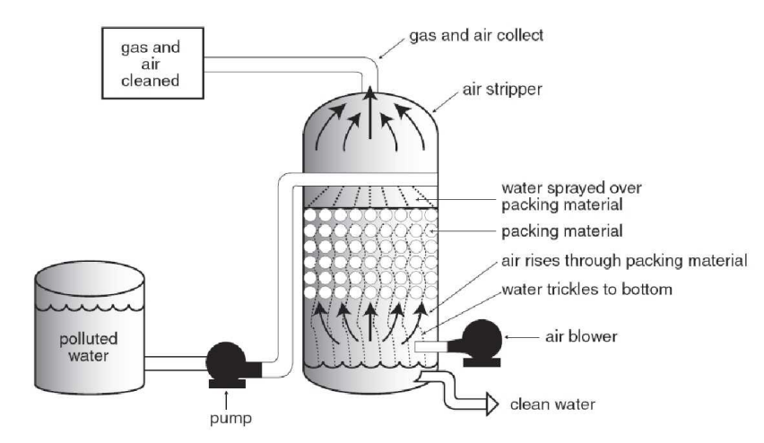 gas and
air
cleaned
gas and air collect
air stripper
water sprayed over
packing material
packing material
air rises through packing material
water trickles to bottom
polluted
water
air blower
pump
clean water